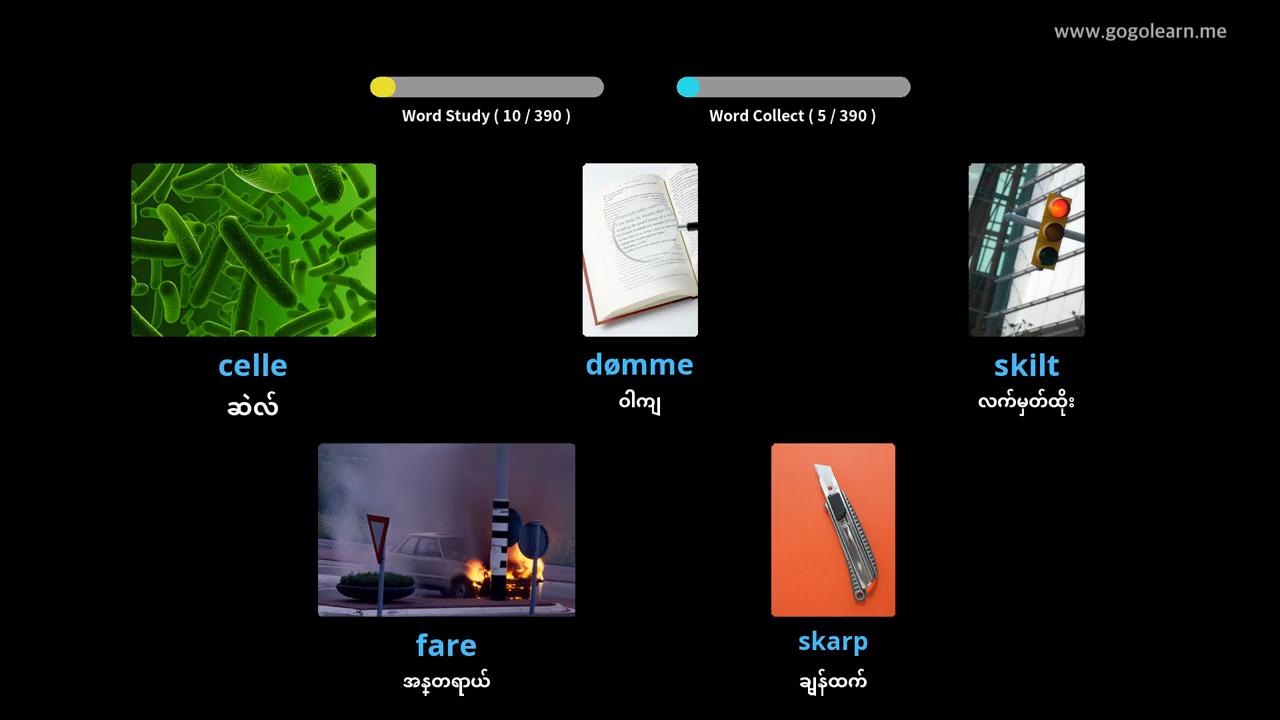 www.gogolearn.me
Word Study ( 10 / 390 )
Word Collect ( 5 / 390 )
celle
ဆဲလ်
dømme
ဝါကျ
skilt
လက်မှတ်ထိုး
fare
အန္တရာယ်
skarp
ချွန်ထက်